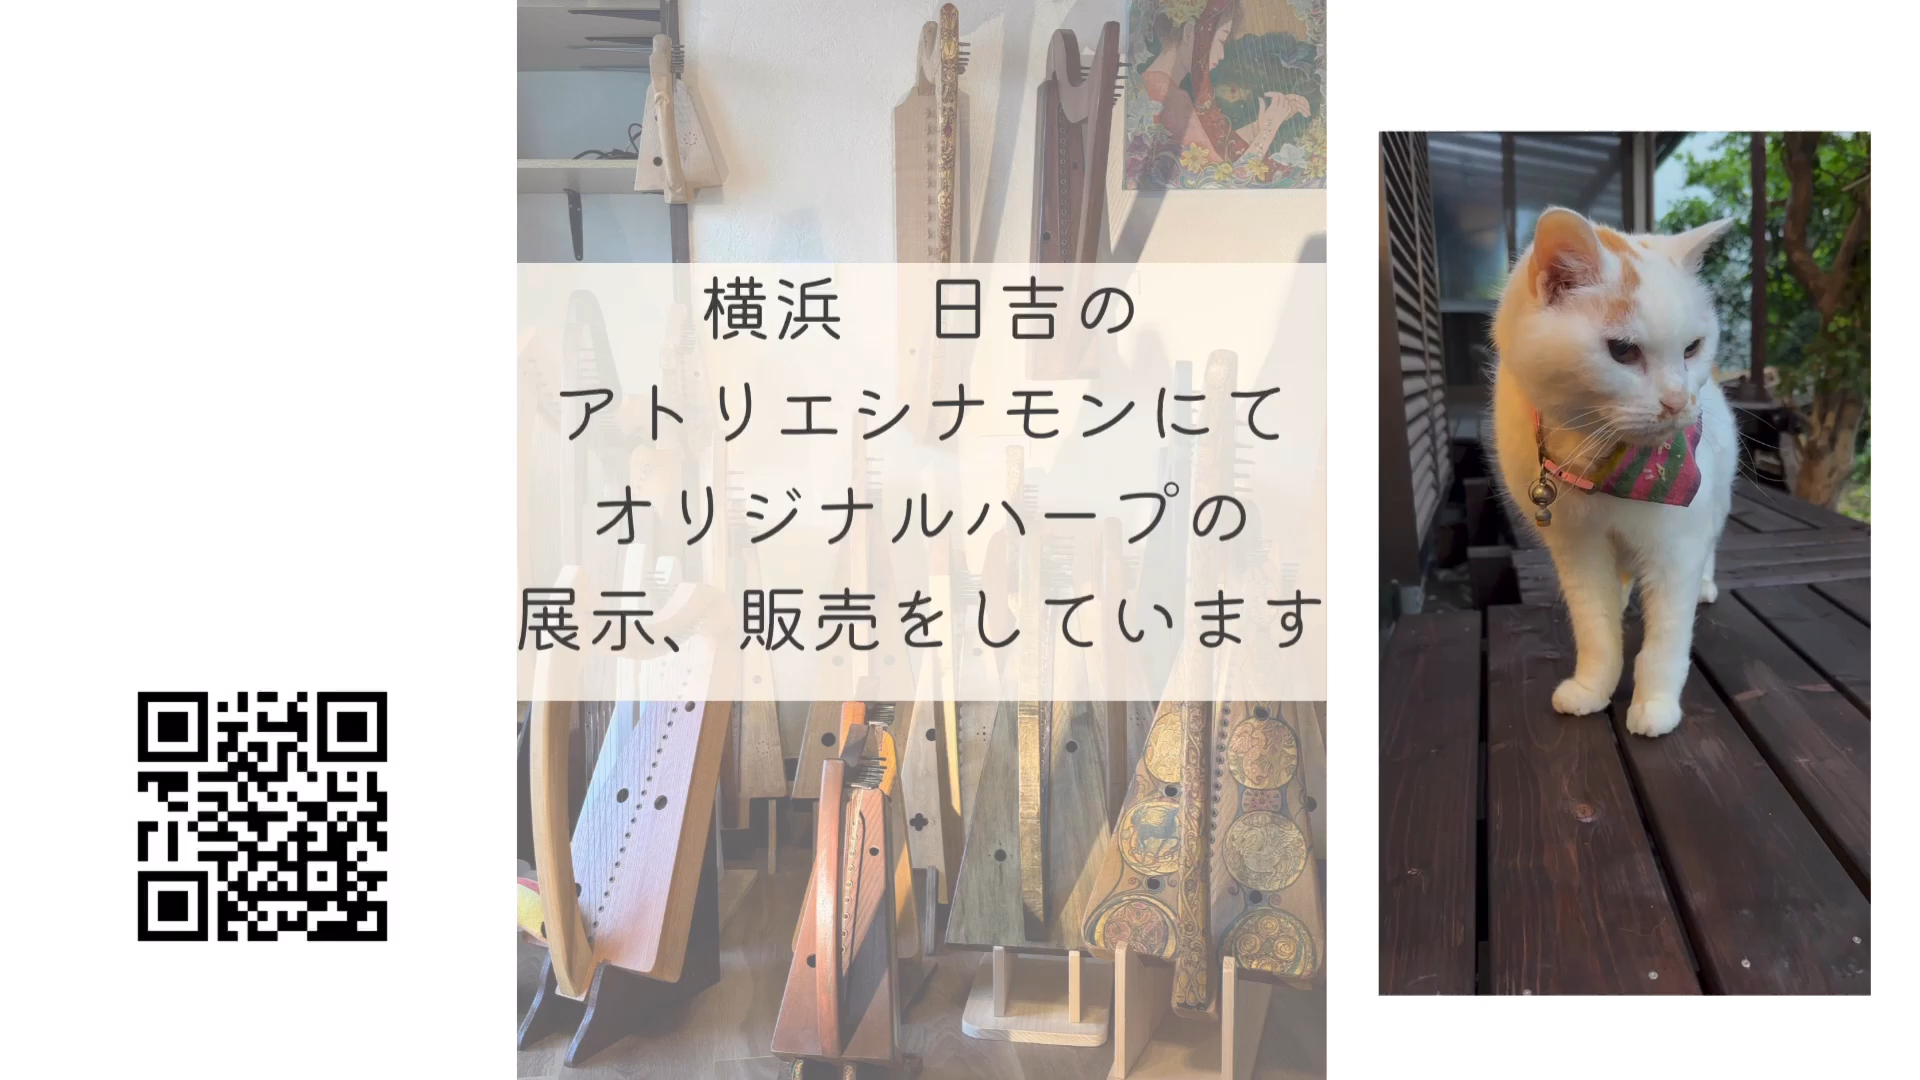 横浜　日吉の
アトリエシナモンにて
オリジナルハープの
展示、販売をしています